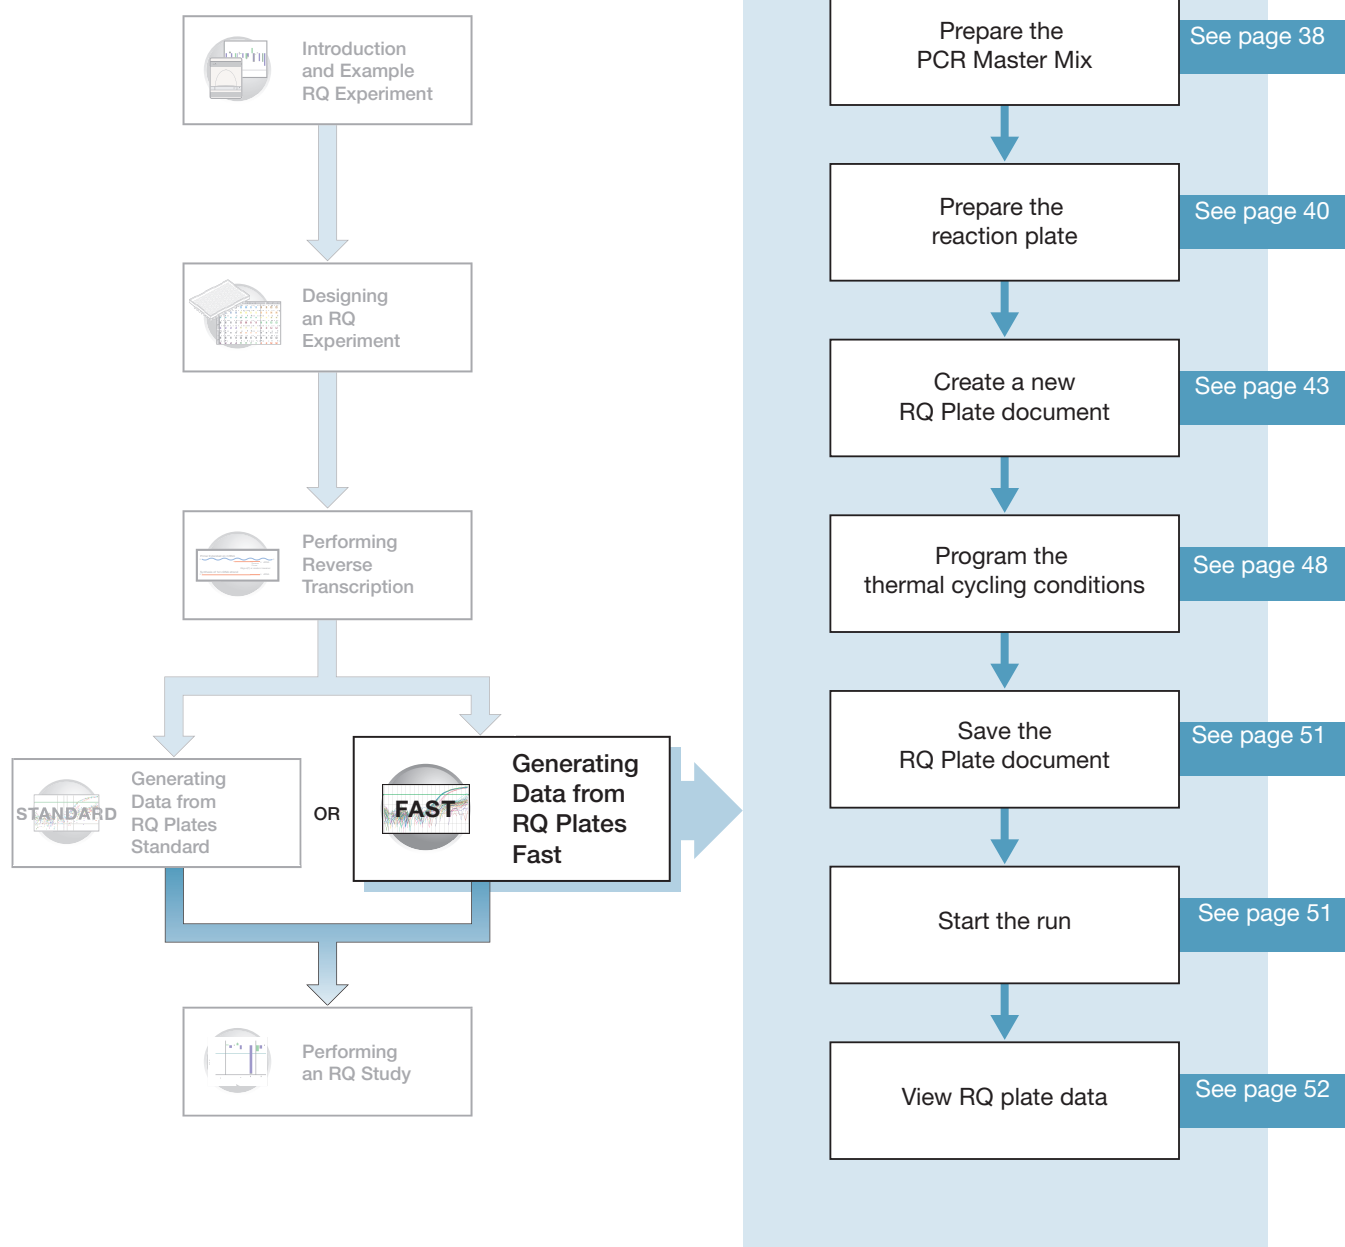 Introduction
and Example
RQ Experiment
Designing
an RQ
Experiment
Performing
Reverse
Transcription
STANDARD
Generating
Data from
RQ Plates
Standard
OR
FAST
Generating
Data from
RQ Plates
Fast
Performing
an RQ Study
Prepare the
PCR Master Mix
See page 38
Prepare the
reaction plate
See page 40
Create a new
RQ Plate document
See page 43
Program the
thermal cycling conditions
See page 48
Save the
RQ Plate document
See page 51
Start the run
See page 51
View RQ plate data
See page 52